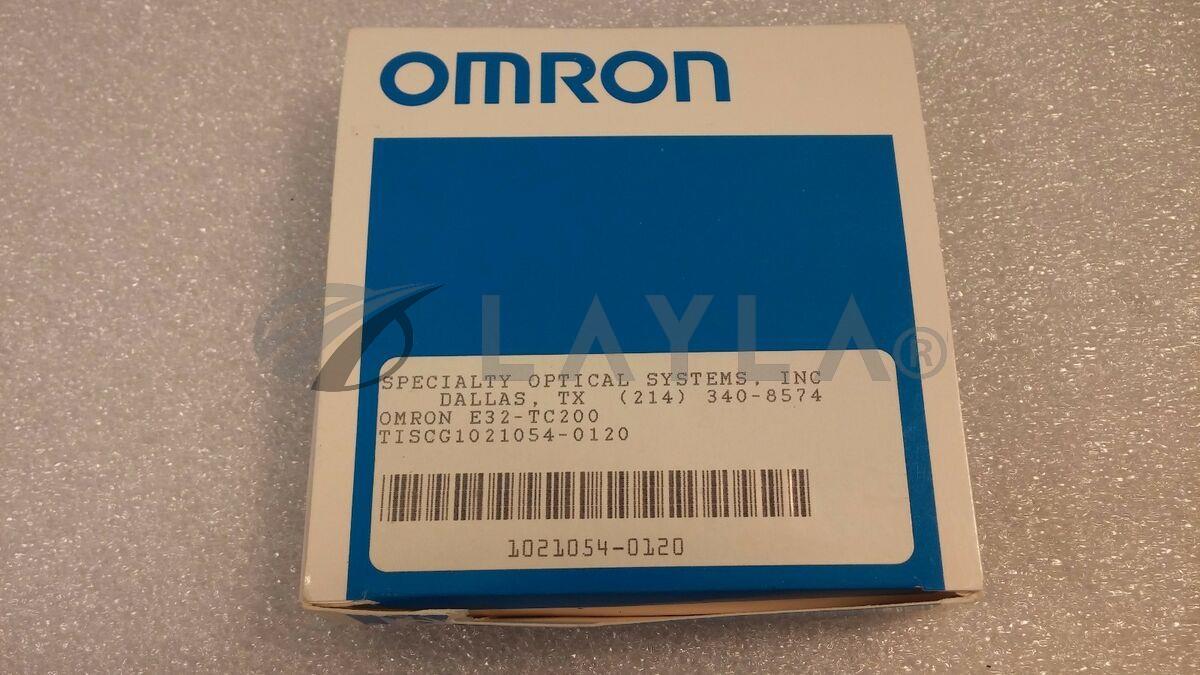 OMRON
LAYLA®
SPECIALTY OPTICAL SYSTEMS, INC
DALLAS, TX (214) 340-8574
OMRON E32-TC200
TISCG1021054-0120
1021054-0120